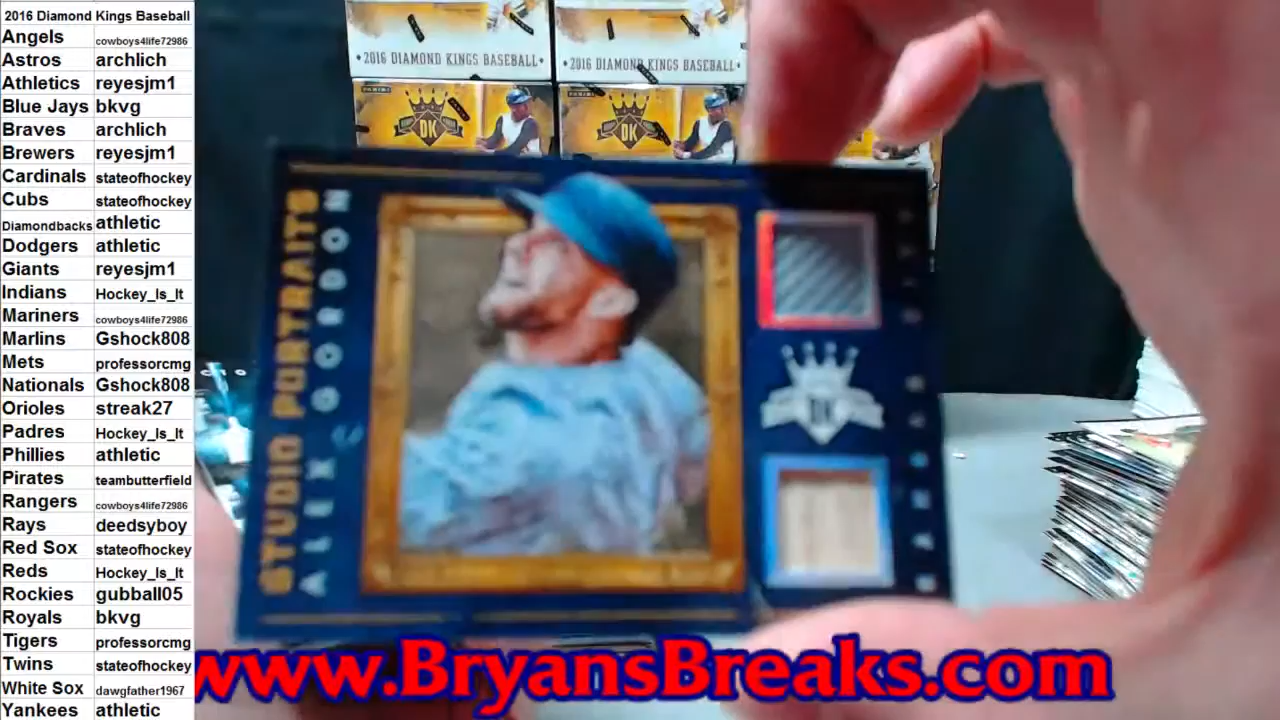 2016 Diamond Kings Baseball
Angels cowboys4life72986
Astros archlich
Athletics reyesjm1
Blue Jays bkvg
Braves archlich
Brewers reyesjm1
Cardinals stateofhockey
Cubs stateofhockey
Diamondbacks athletic
Dodgers athletic
Giants reyesjm1
Indians Hockey_Is_It
Mariners cowboys4life72986
Marlins Gshock808
Mets professorcmg
Nationals Gshock808
Orioles streak27
Padres Hockey_Is_It
Phillies athletic
Pirates teambutterfield
Rangers cowboys4life72986
Rays deedsyboy
Red Sox stateofhockey
Reds Hockey_Is_It
Rockies gubball05
Royals bkvg
Tigers professorcmg
Twins stateofhockey
White Sox dawgfather1967
Yankees athletic
•2016 DIAMOND KINGS BASEBALL•
•2016 DIAMOND KINGS BASEBALL•
DK
DK
STUDIO PORTRAITS
ALEX GORDON
DK
www.BryansBreaks.com